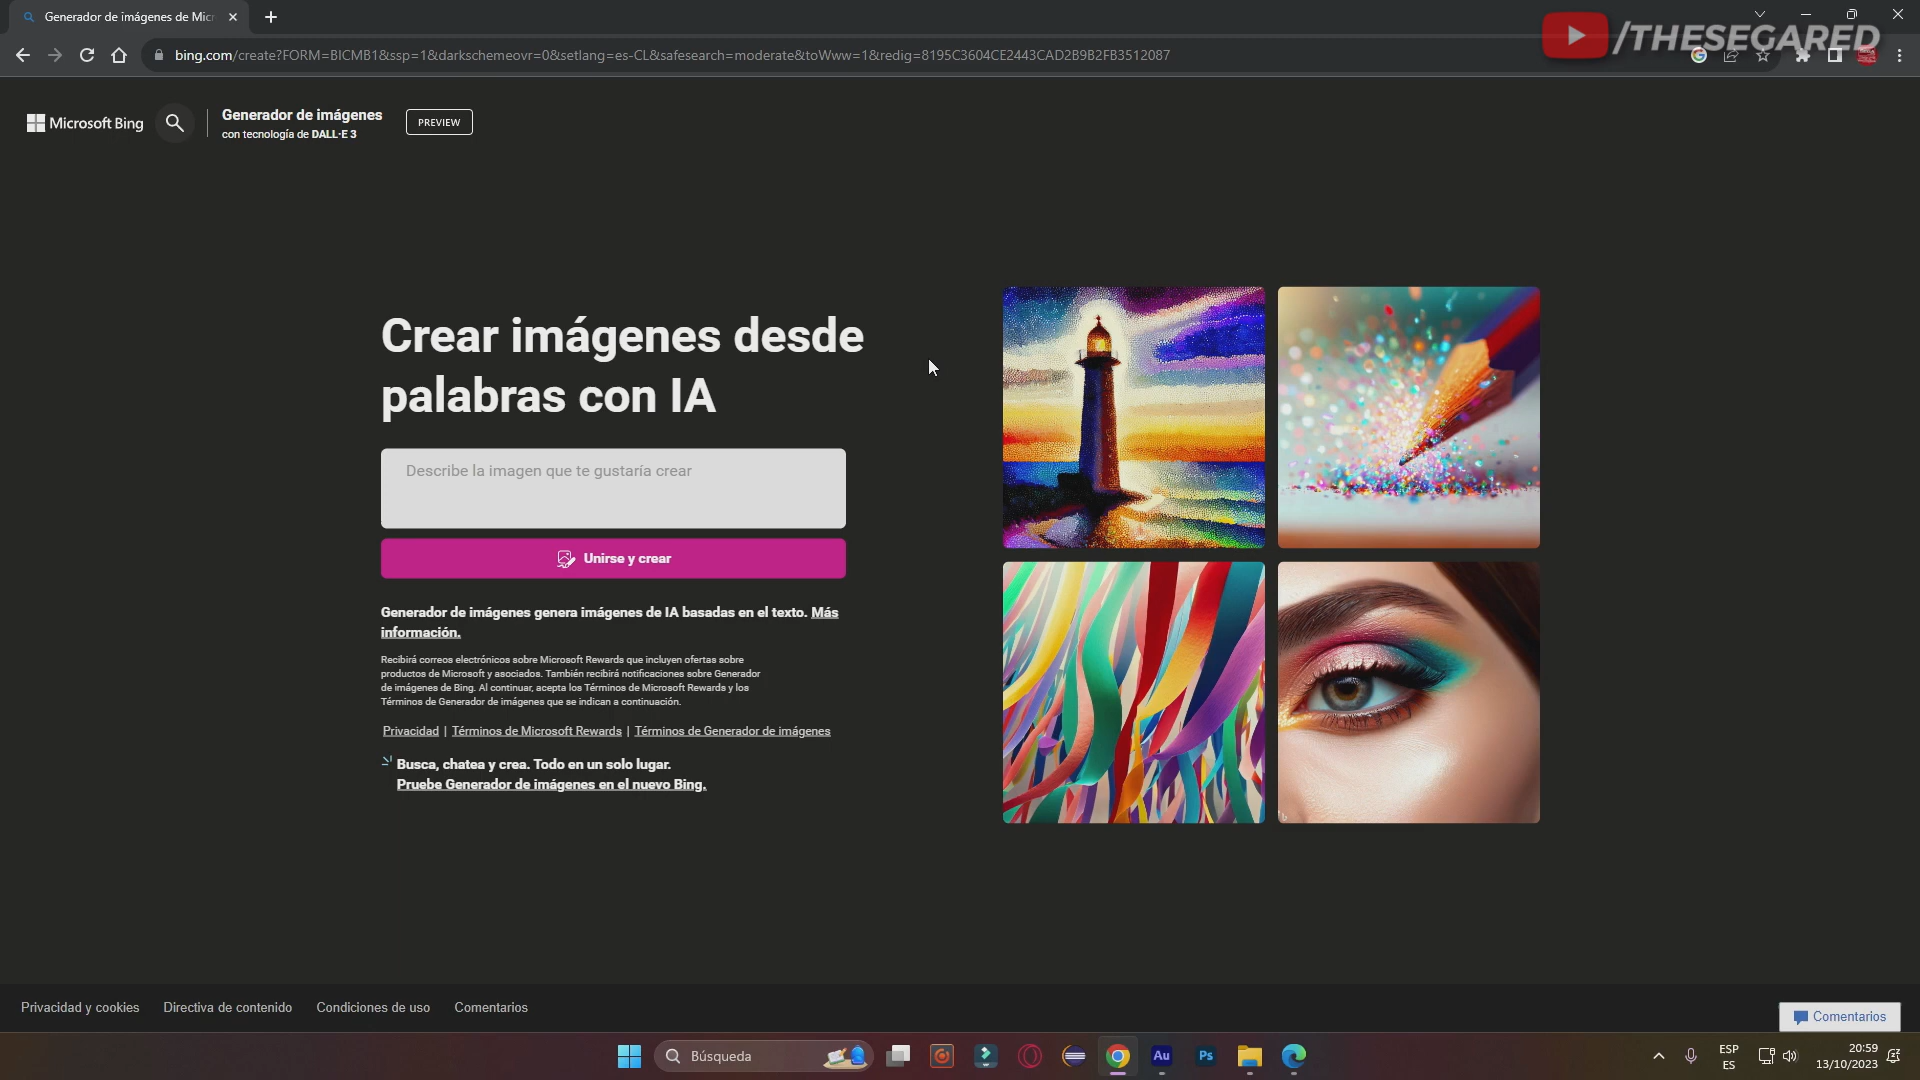 Generador de imágenes de Micr
/THESEGARED
bing.com/create?FORM=BICMB1&ssp=1&darkschemeovr=0&setlang=es-CL&safesearch=moderate&toWww=1&redig=8195C3604CE2443CAD2B9B2FB3512087
Microsoft Bing
Generador de imágenes
con tecnología de DALL·E 3
PREVIEW
Crear imágenes desde
palabras con IA
Describe la imagen que te gustaría crear
Unirse y crear
Generador de imágenes genera imágenes de IA basadas en el texto. Más
información.
Recibirá correos electrónicos sobre Microsoft Rewards que incluyen ofertas sobre
productos de Microsoft y asociados. También recibirá notificaciones sobre Generador
de imágenes de Bing. Al continuar, acepta los Términos de Microsoft Rewards y los
Términos de Generador de imágenes que se indican a continuación.
Privacidad | Términos de Microsoft Rewards | Términos de Generador de imágenes
Busca, chatea y crea. Todo en un solo lugar.
Pruebe Generador de imágenes en el nuevo Bing.
Privacidad y cookies Directiva de contenido Condiciones de uso Comentarios
Comentarios
Búsqueda
Au
Ps
ESP
ES
20:59
13/10/2023